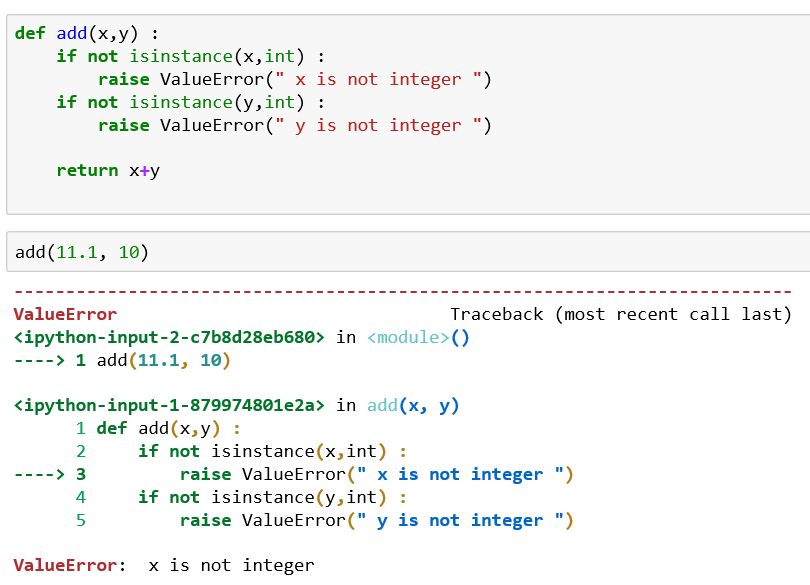 def add(x,y) :
    if not isinstance(x,int) :
        raise ValueError(" x is not integer ")
    if not isinstance(y,int) :
        raise ValueError(" y is not integer ")
    return x+y
add(11.1, 10)
---------------------------------------------------------------------------
ValueError                                Traceback (most recent call last)
<ipython-input-2-c7b8d28eb680> in <module>()
----> 1 add(11.1, 10)
<ipython-input-1-879974801e2a> in add(x, y)
      1 def add(x,y) :
      2     if not isinstance(x,int) :
----> 3         raise ValueError(" x is not integer ")
      4     if not isinstance(y,int) :
      5         raise ValueError(" y is not integer ")
ValueError:  x is not integer